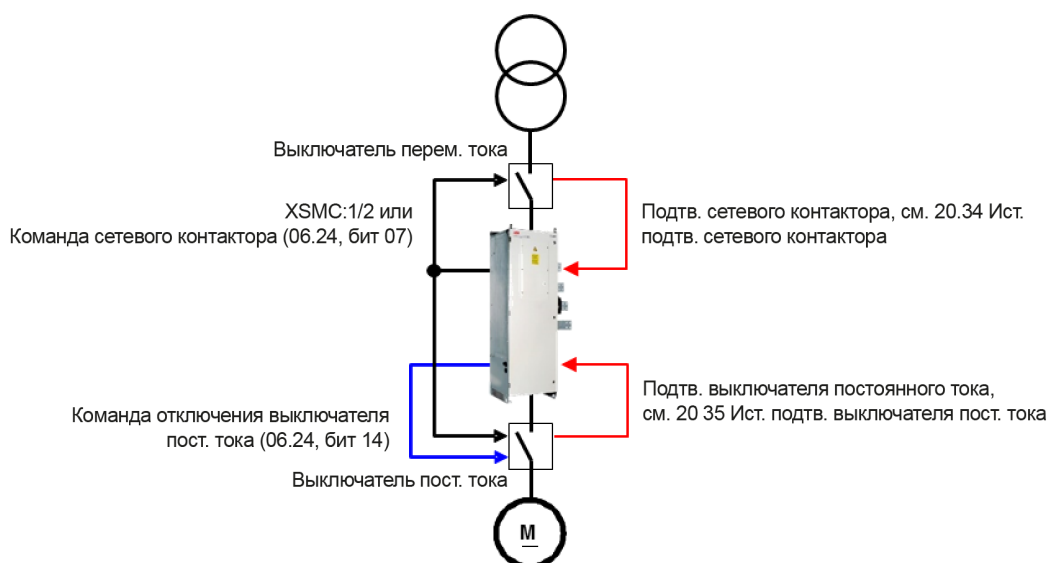 Выключатель перем. тока
XSMC:1/2 или
Команда сетевого контактора (06.24, бит 07)
Подтв. сетевого контактора, см. 20.34 Ист.
подтв. сетевого контактора
Подтв. выключателя постоянного тока,
см. 20 35 Ист. подтв. выключателя пост. тока
Команда отключения выключателя
пост. тока (06.24, бит 14)
Выключатель пост. тока
M